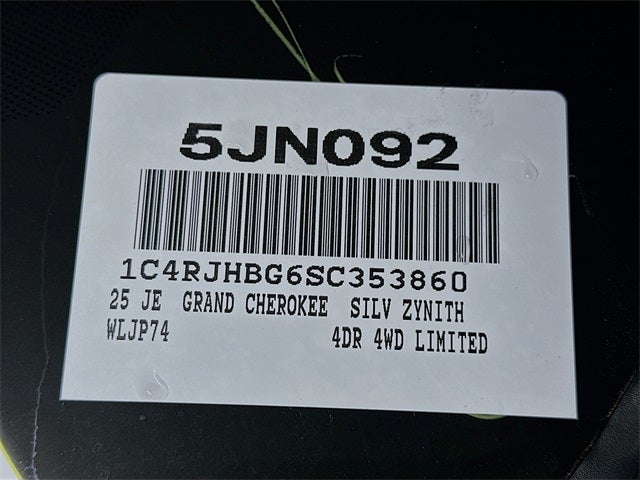 5JN092
1C4RJHBG6SC353860
25 JE GRAND CHEROKEE SILV ZYNITH
WLJP74 4DR 4WD LIMITED